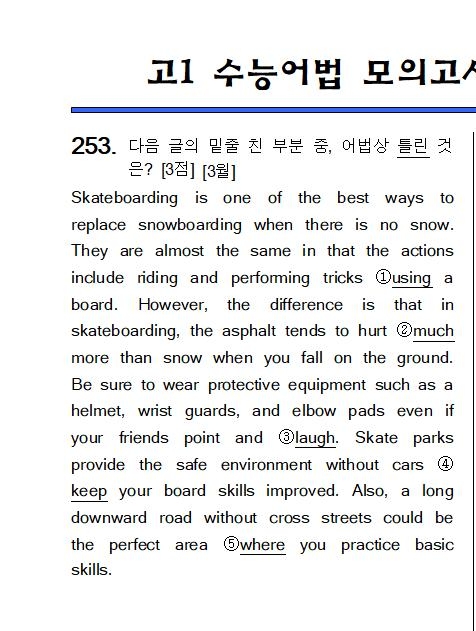 고1 수능어법 모의고
253. 다음 글의 밑줄 친 부분 중, 어법상 틀린 것
은? [3점] [3월]
Skateboarding is one of the best ways to
replace snowboarding when there is no snow.
They are almost the same in that the actions
include riding and performing tricks ①using a
board. However, the difference is that in
skateboarding, the asphalt tends to hurt ②much
more than snow when you fall on the ground.
Be sure to wear protective equipment such as a
helmet, wrist guards, and elbow pads even if
your friends point and ③laugh. Skate parks
provide the safe environment without cars ④
keep your board skills improved. Also, a long
downward road without cross streets could be
the perfect area ⑤where you practice basic
skills.